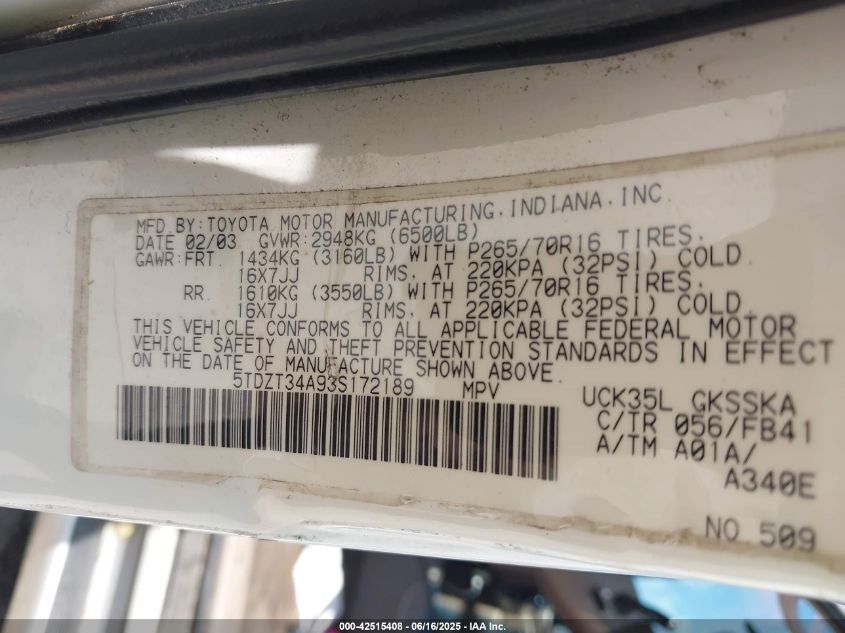 MFD.BY:TOYOTA MOTOR MANUFACTURING.INDIANA.INC.
DATE 02/03 GVWR:2948KG (6500LB)
GAWR:FRT 1434KG (3160LB) WITH P265/70R16 TIRES.
16X7JJ RIMS. AT 220KPA (32PSI) COLD.
RR 1610KG (3550LB) WITH P265/70R16 TIRES.
16X7JJ RIMS. AT 220KPA (32PSI) COLD.
THIS VEHICLE CONFORMS TO ALL APPLICABLE FEDERAL MOTOR
VEHICLE SAFETY AND THEFT PREVENTION STANDARDS IN EFFECT
ON THE DATE OF MANUFACTURE SHOWN ABOVE.
5TDZT34A93S172189 MPV
UCK35L GKSSKA
C/TR 056/FB41
A/TM A01A/
A340E
NO.509
000-42515408 - 06/16/2025 - IAA Inc.